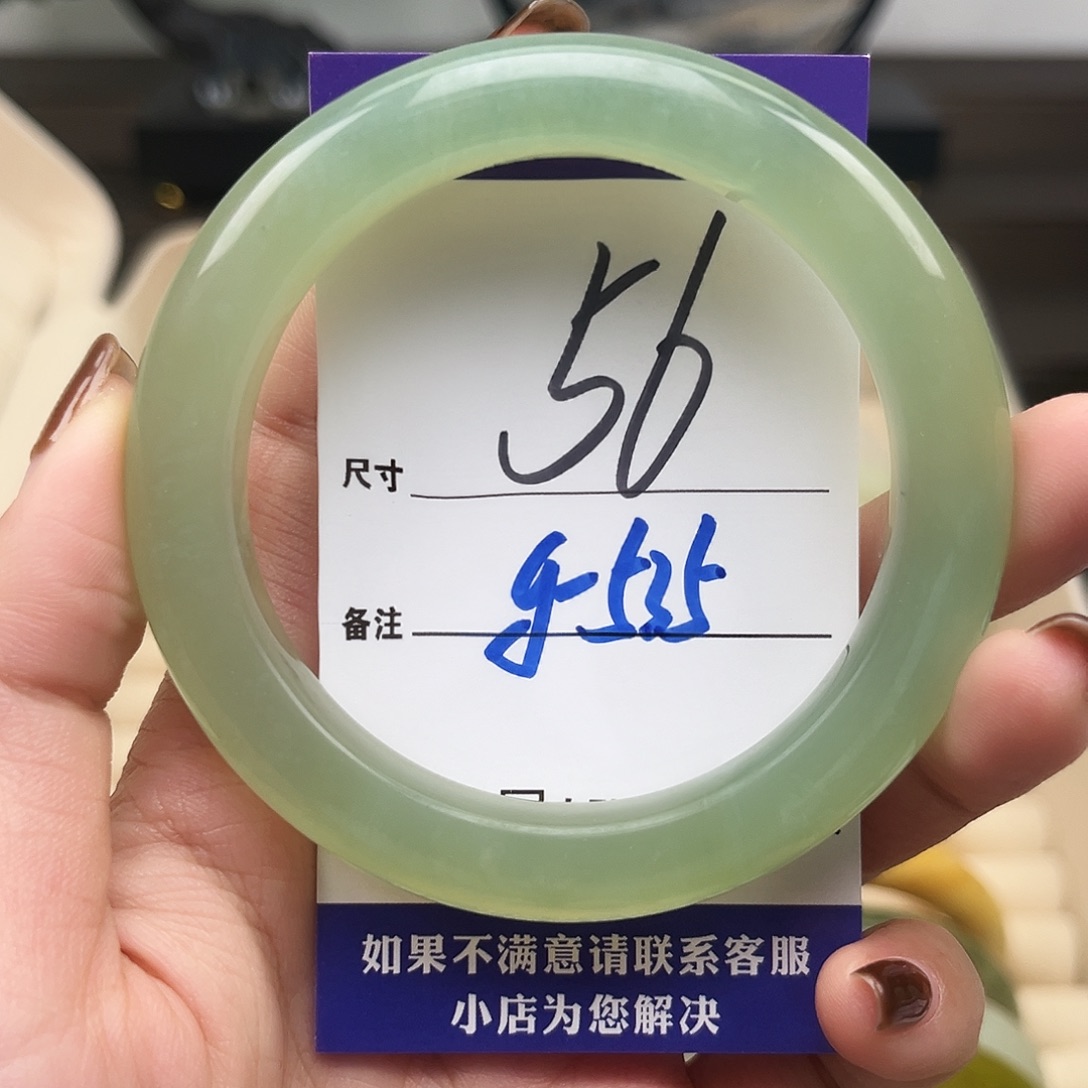 尺寸 56
备注 g-535
如果不满意请联系客服
小店为您解决